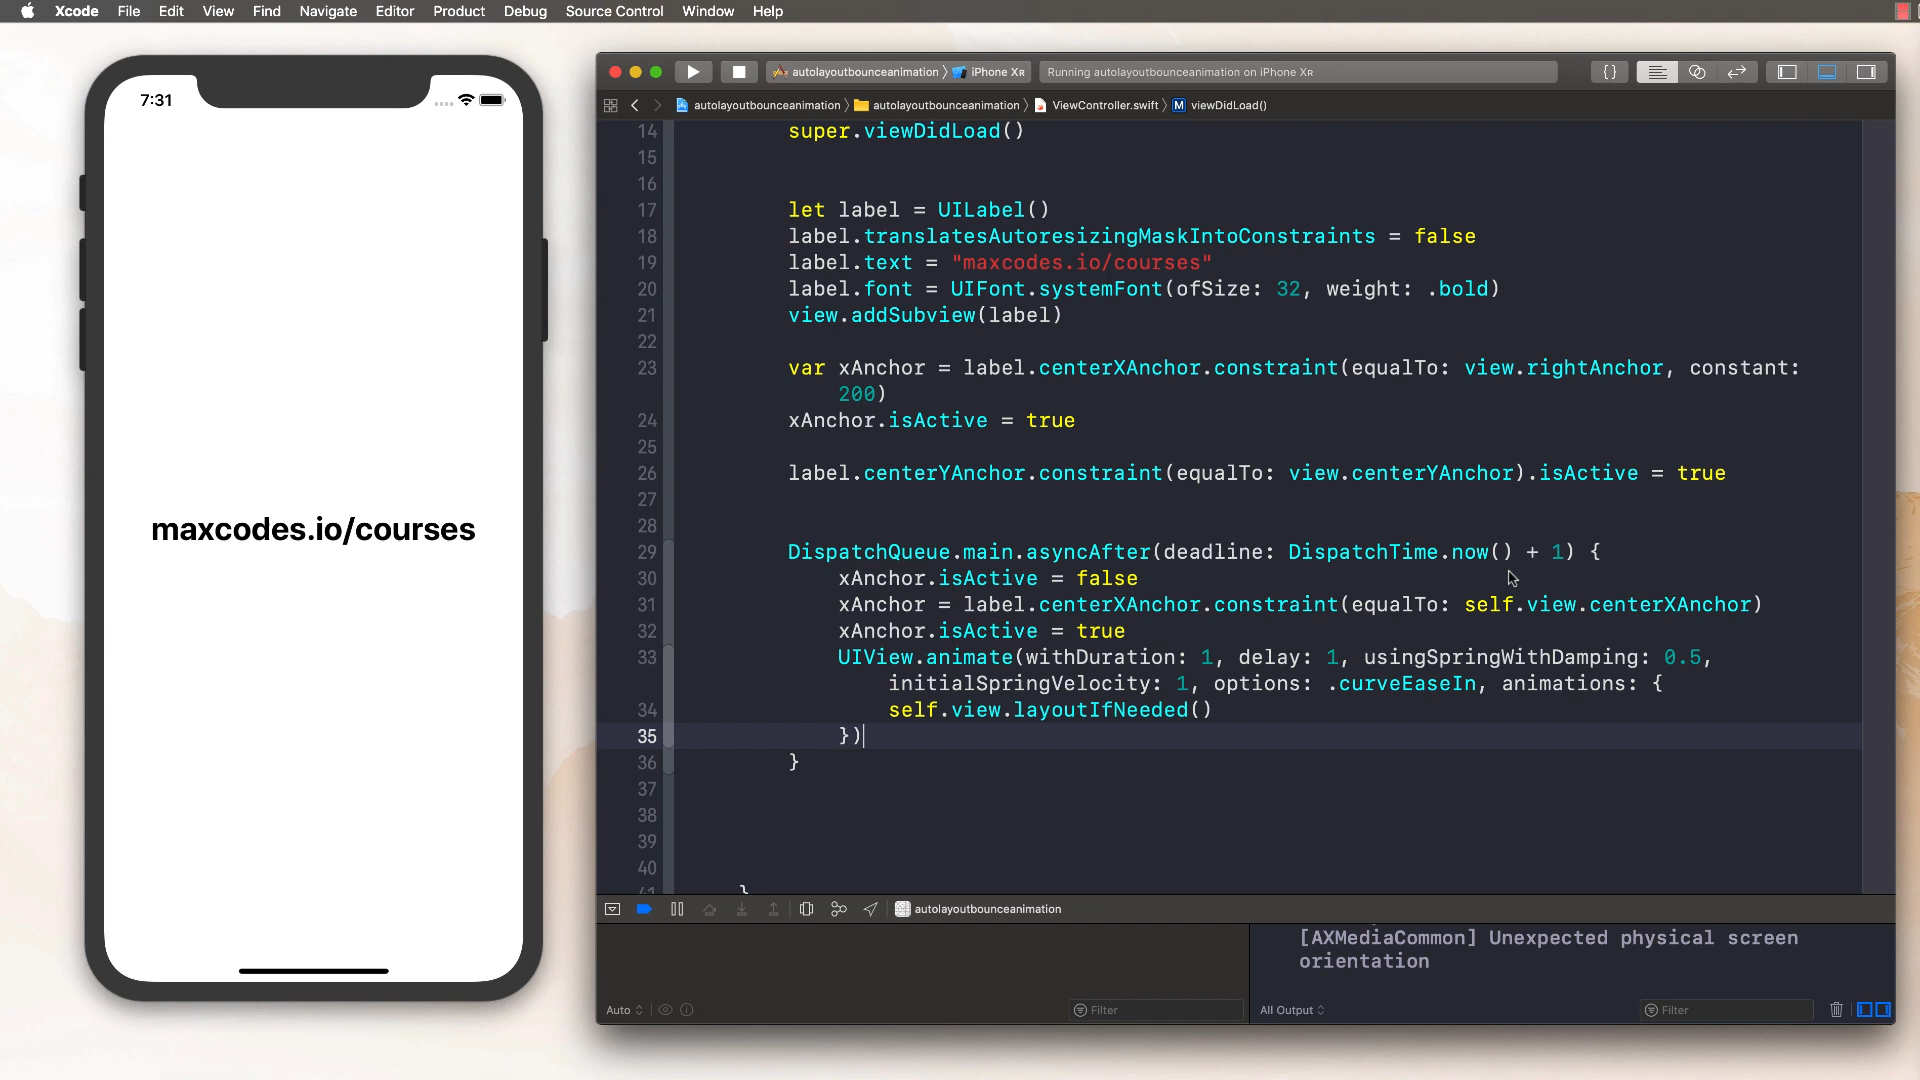 Xcode File Edit View Find Navigate Editor Product Debug Source Control Window Help
7:31
maxcodes.io/courses
autolayoutbounceanimation iPhone XR Running autolayoutbounceanimation on iPhone XR {}
autolayoutbounceanimation autolayoutbounceanimation ViewController.swift M viewDidLoad()
14 super.viewDidLoad()
15
16
17 let label = UILabel()
18 label.translatesAutoresizingMaskIntoConstraints = false
19 label.text = "maxcodes.io/courses"
20 label.font = UIFont.systemFont(ofSize: 32, weight: .bold)
21 view.addSubview(label)
22
23 var xAnchor = label.centerXAnchor.constraint(equalTo: view.rightAnchor, constant:
200)
24 xAnchor.isActive = true
25
26 label.centerYAnchor.constraint(equalTo: view.centerYAnchor).isActive = true
27
28
29 DispatchQueue.main.asyncAfter(deadline: DispatchTime.now() + 1) {
30 xAnchor.isActive = false
31 xAnchor = label.centerXAnchor.constraint(equalTo: self.view.centerXAnchor)
32 xAnchor.isActive = true
33 UIView.animate(withDuration: 1, delay: 1, usingSpringWithDamping: 0.5,
initialSpringVelocity: 1, options: .curveEaseIn, animations: {
34 self.view.layoutIfNeeded()
35 })
36 }
37
38
39
40
41 }
autolayoutbounceanimation
[AXMediaCommon] Unexpected physical screen
orientation
Auto Filter All Output Filter